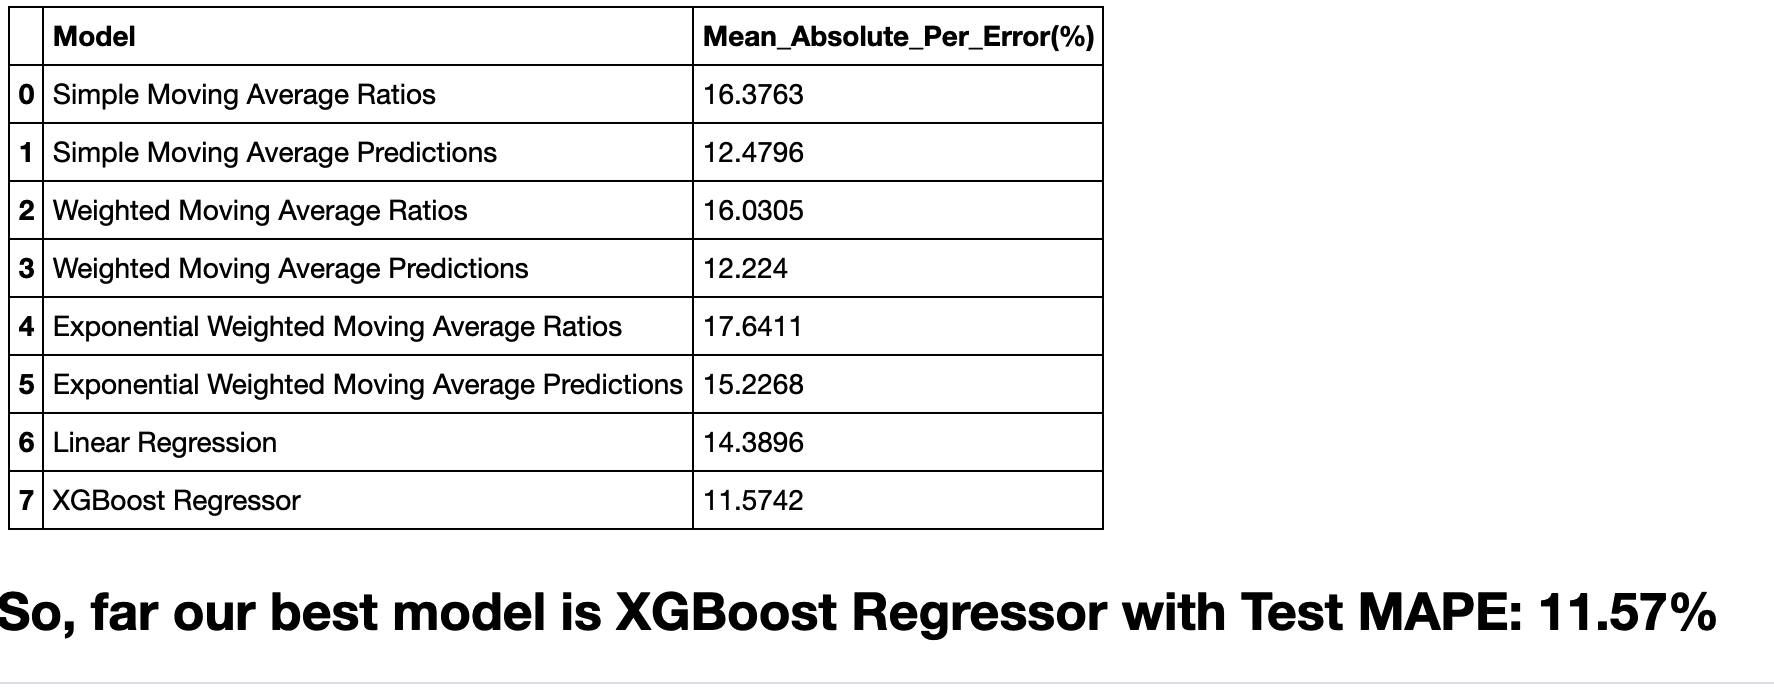 Model Mean_Absolute_Per_Error(%)
0 Simple Moving Average Ratios 16.3763
1 Simple Moving Average Predictions 12.4796
2 Weighted Moving Average Ratios 16.0305
3 Weighted Moving Average Predictions 12.224
4 Exponential Weighted Moving Average Ratios 17.6411
5 Exponential Weighted Moving Average Predictions 15.2268
6 Linear Regression 14.3896
7 XGBoost Regressor 11.5742
So, far our best model is XGBoost Regressor with Test MAPE: 11.57%